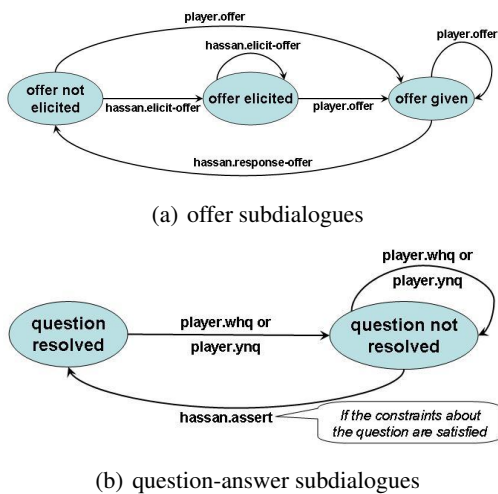 player.offer
player.offer
hassan.elicit-offer
offer not
elicited
offer elicited
offer given
hassan.elicit-offer
player.offer
hassan.response-offer
(a) offer subdialogues
player.whq or
player.ynq
question
resolved
player.whq or
player.ynq
question not
resolved
hassan.assert
If the constraints about
the question are satisfied
(b) question-answer subdialogues